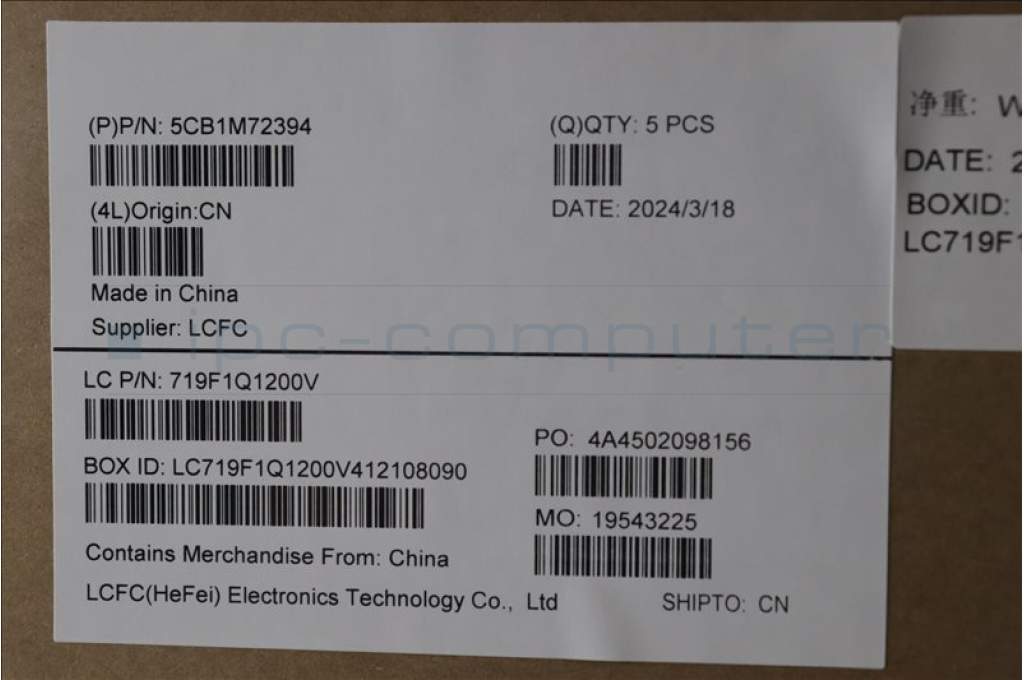 (P)P/N: 5CB1M72394
(Q)QTY: 5 PCS
(4L)Origin:CN
DATE: 2024/3/18
Made in China
Supplier: LCFC
ipc-computer
LC P/N: 719F1Q1200V
PO: 4A4502098156
BOX ID: LC719F1Q1200V412108090
MO: 19543225
Contains Merchandise From: China
LCFC(HeFei) Electronics Technology Co., Ltd
SHIPTO: CN
净重:
DATE: 2
BOXID:
LC719F1